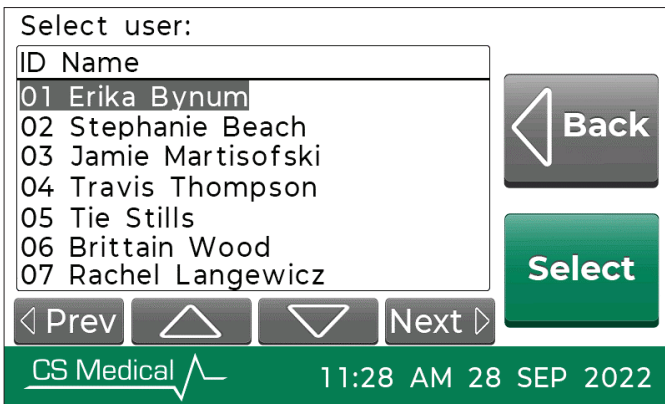 Select user:
ID Name
01 Erika Bynum
02 Stephanie Beach
03 Jamie Martisofski
04 Travis Thompson
05 Tie Stills
06 Brittain Wood
07 Rachel Langewicz
Back
Select
Prev
Next
CS Medical
11:28 AM 28 SEP 2022